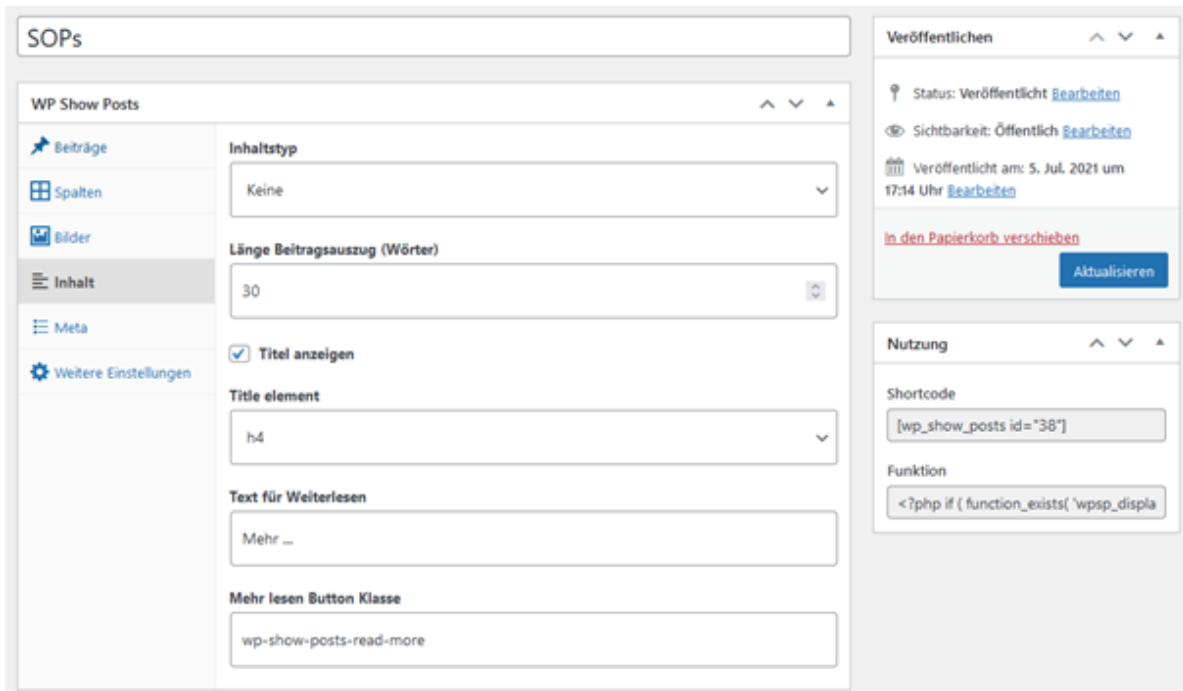 SOPs
WP Show Posts
Beiträge
Spalten
Bilder
Inhalt
Meta
Weitere Einstellungen
Inhaltstyp
Keine
Länge Beitragsauszug (Wörter)
30
Titel anzeigen
Title element
h4
Text für Weiterlesen
Mehr ...
Mehr lesen Button Klasse
wp-show-posts-read-more
Veröffentlichen
Status: Veröffentlicht Bearbeiten
Sichtbarkeit: Öffentlich Bearbeiten
Veröffentlicht am: 5. Jul. 2021 um
17:14 Uhr Bearbeiten
In den Papierkorb verschieben
Aktualisieren
Nutzung
Shortcode
[wp_show_posts id="38"]
Funktion
<?php if ( function_exists( 'wpsp_displa